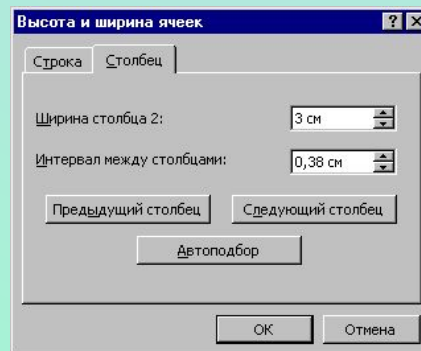 Высота и ширина ячеек
Строка Столбец
Ширина столбца 2: 3 см
Интервал между столбцами: 0,38 см
Предыдущий столбец Следующий столбец
Автоподбор
ОК Отмена